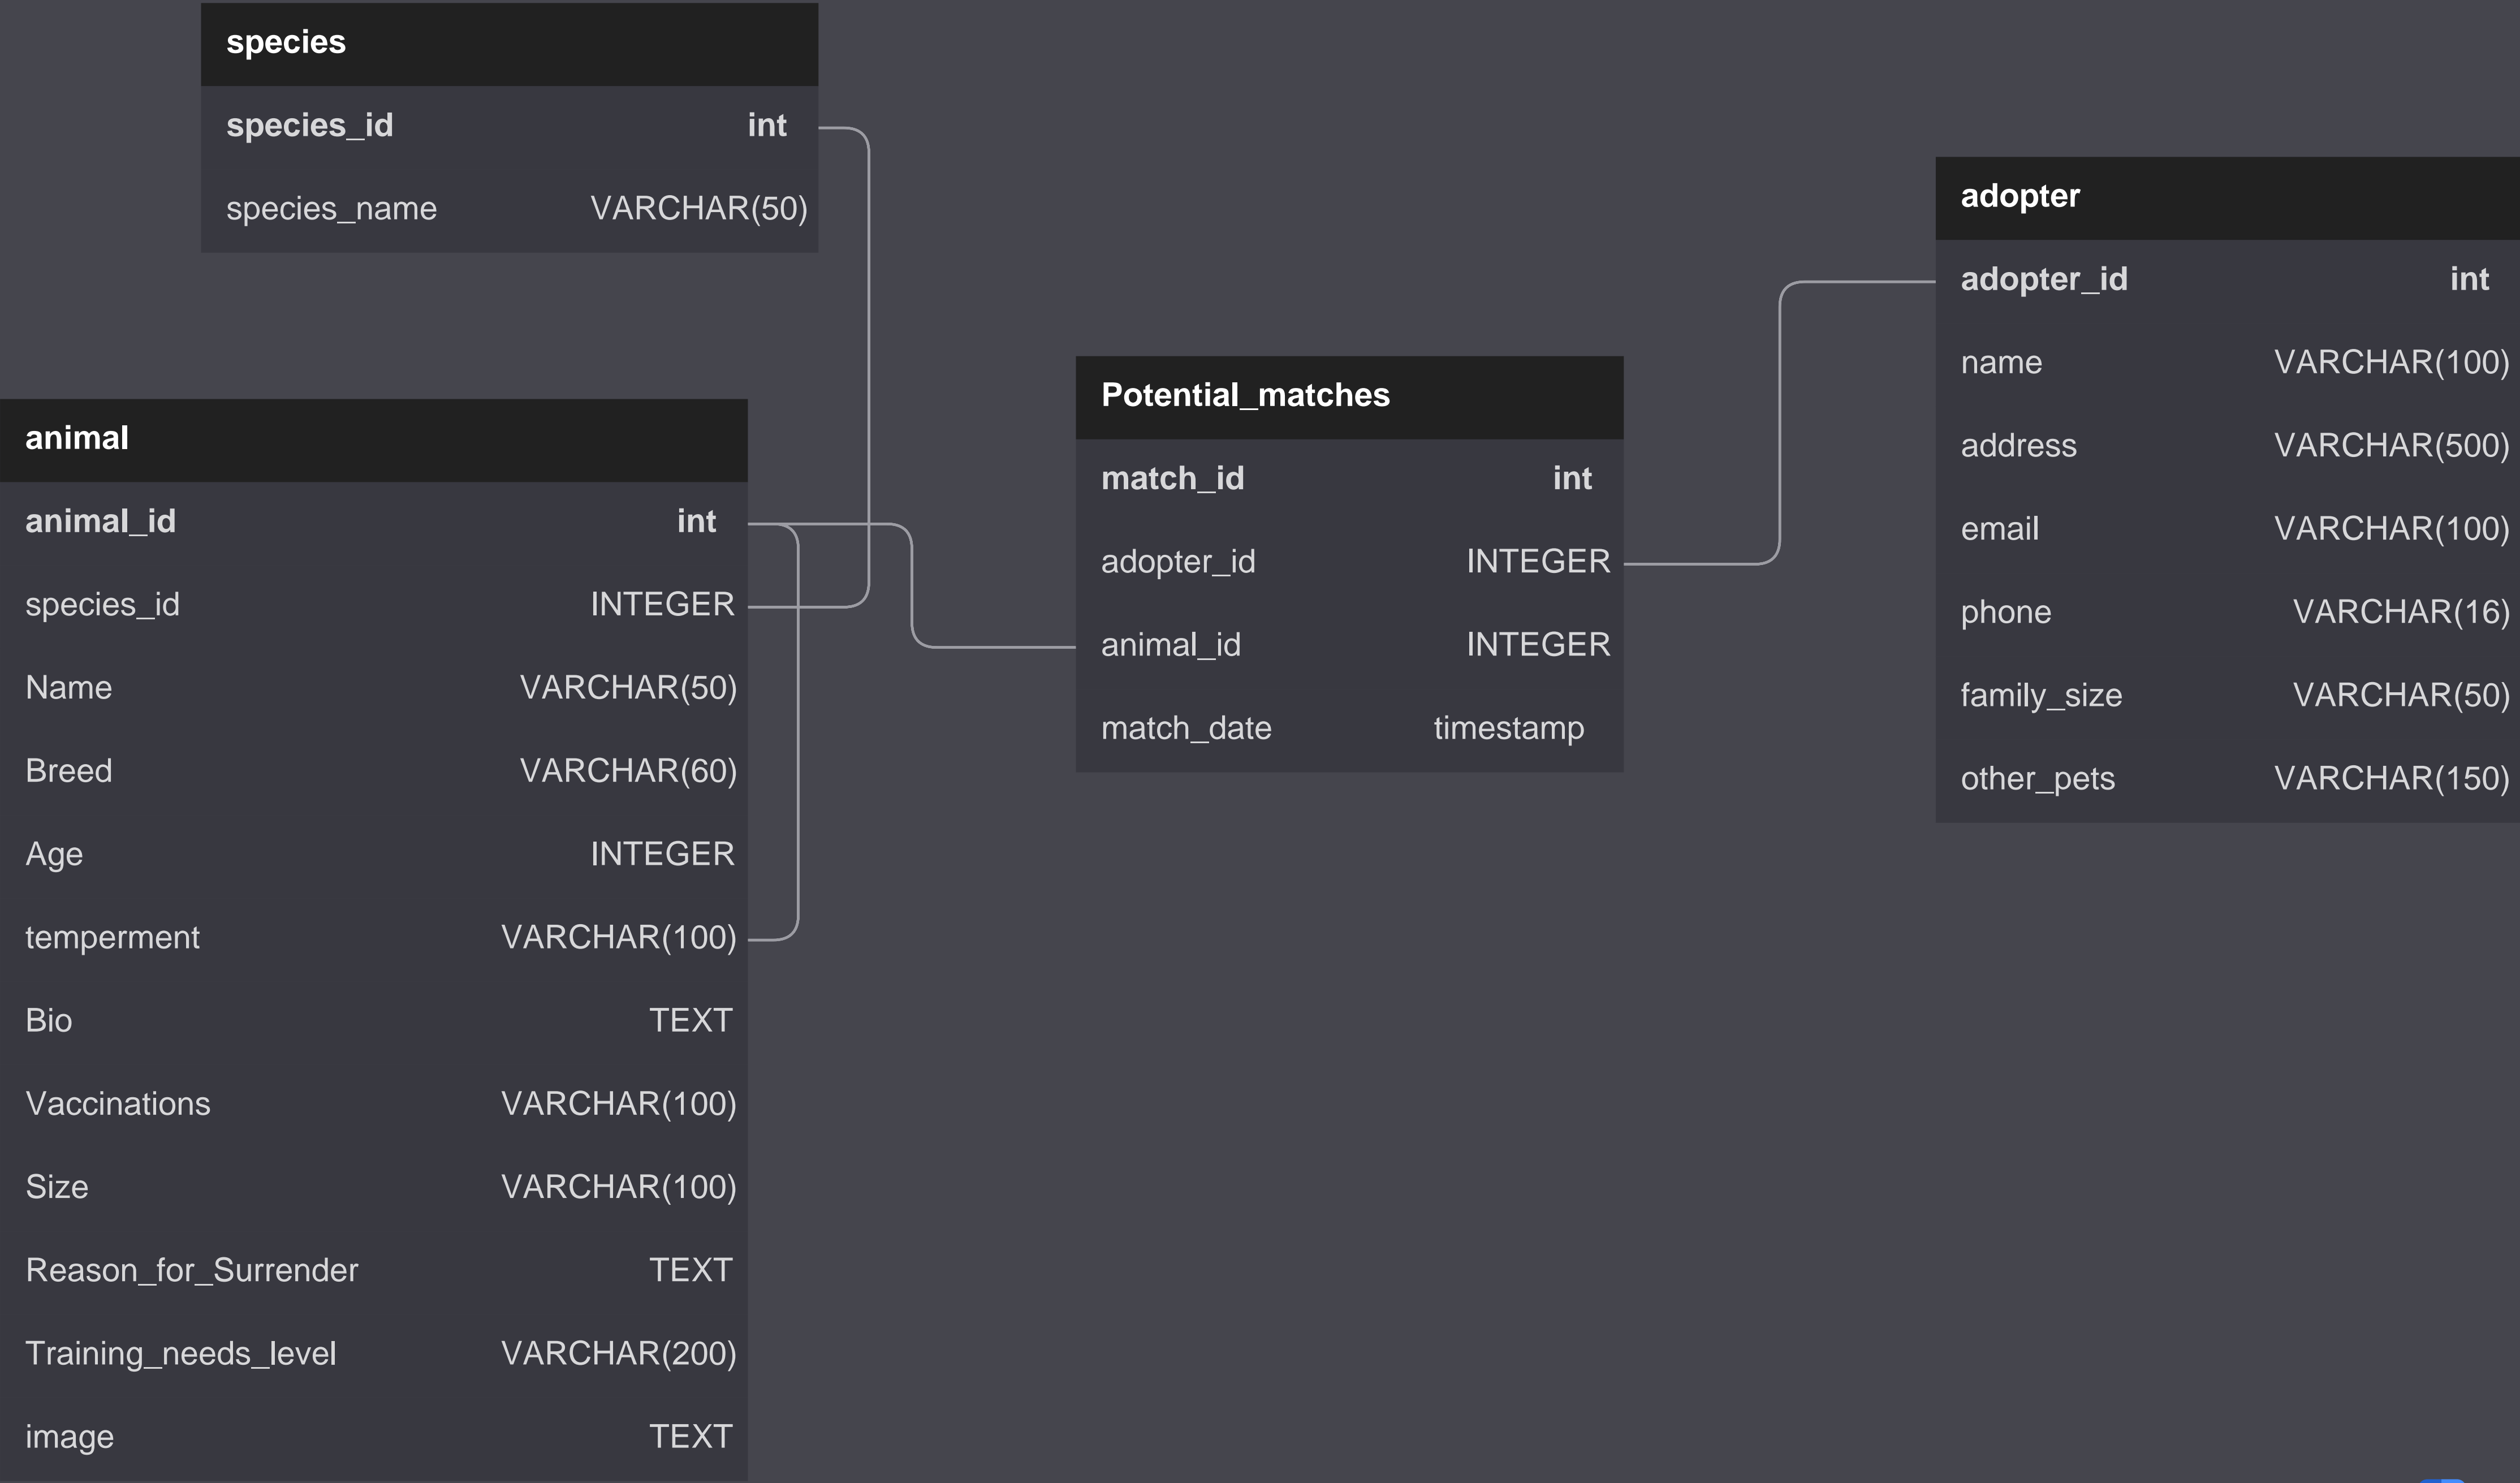 species
species_id int
species_name VARCHAR(50)
animal
animal_id int
species_id INTEGER
Name VARCHAR(50)
Breed VARCHAR(60)
Age INTEGER
temperment VARCHAR(100)
Bio TEXT
Vaccinations VARCHAR(100)
Size VARCHAR(100)
Reason_for_Surrender TEXT
Training_needs_level VARCHAR(200)
image TEXT
Potential_matches
match_id int
adopter_id INTEGER
animal_id INTEGER
match_date timestamp
adopter
adopter_id int
name VARCHAR(100)
address VARCHAR(500)
email VARCHAR(100)
phone VARCHAR(16)
family_size VARCHAR(50)
other_pets VARCHAR(150)